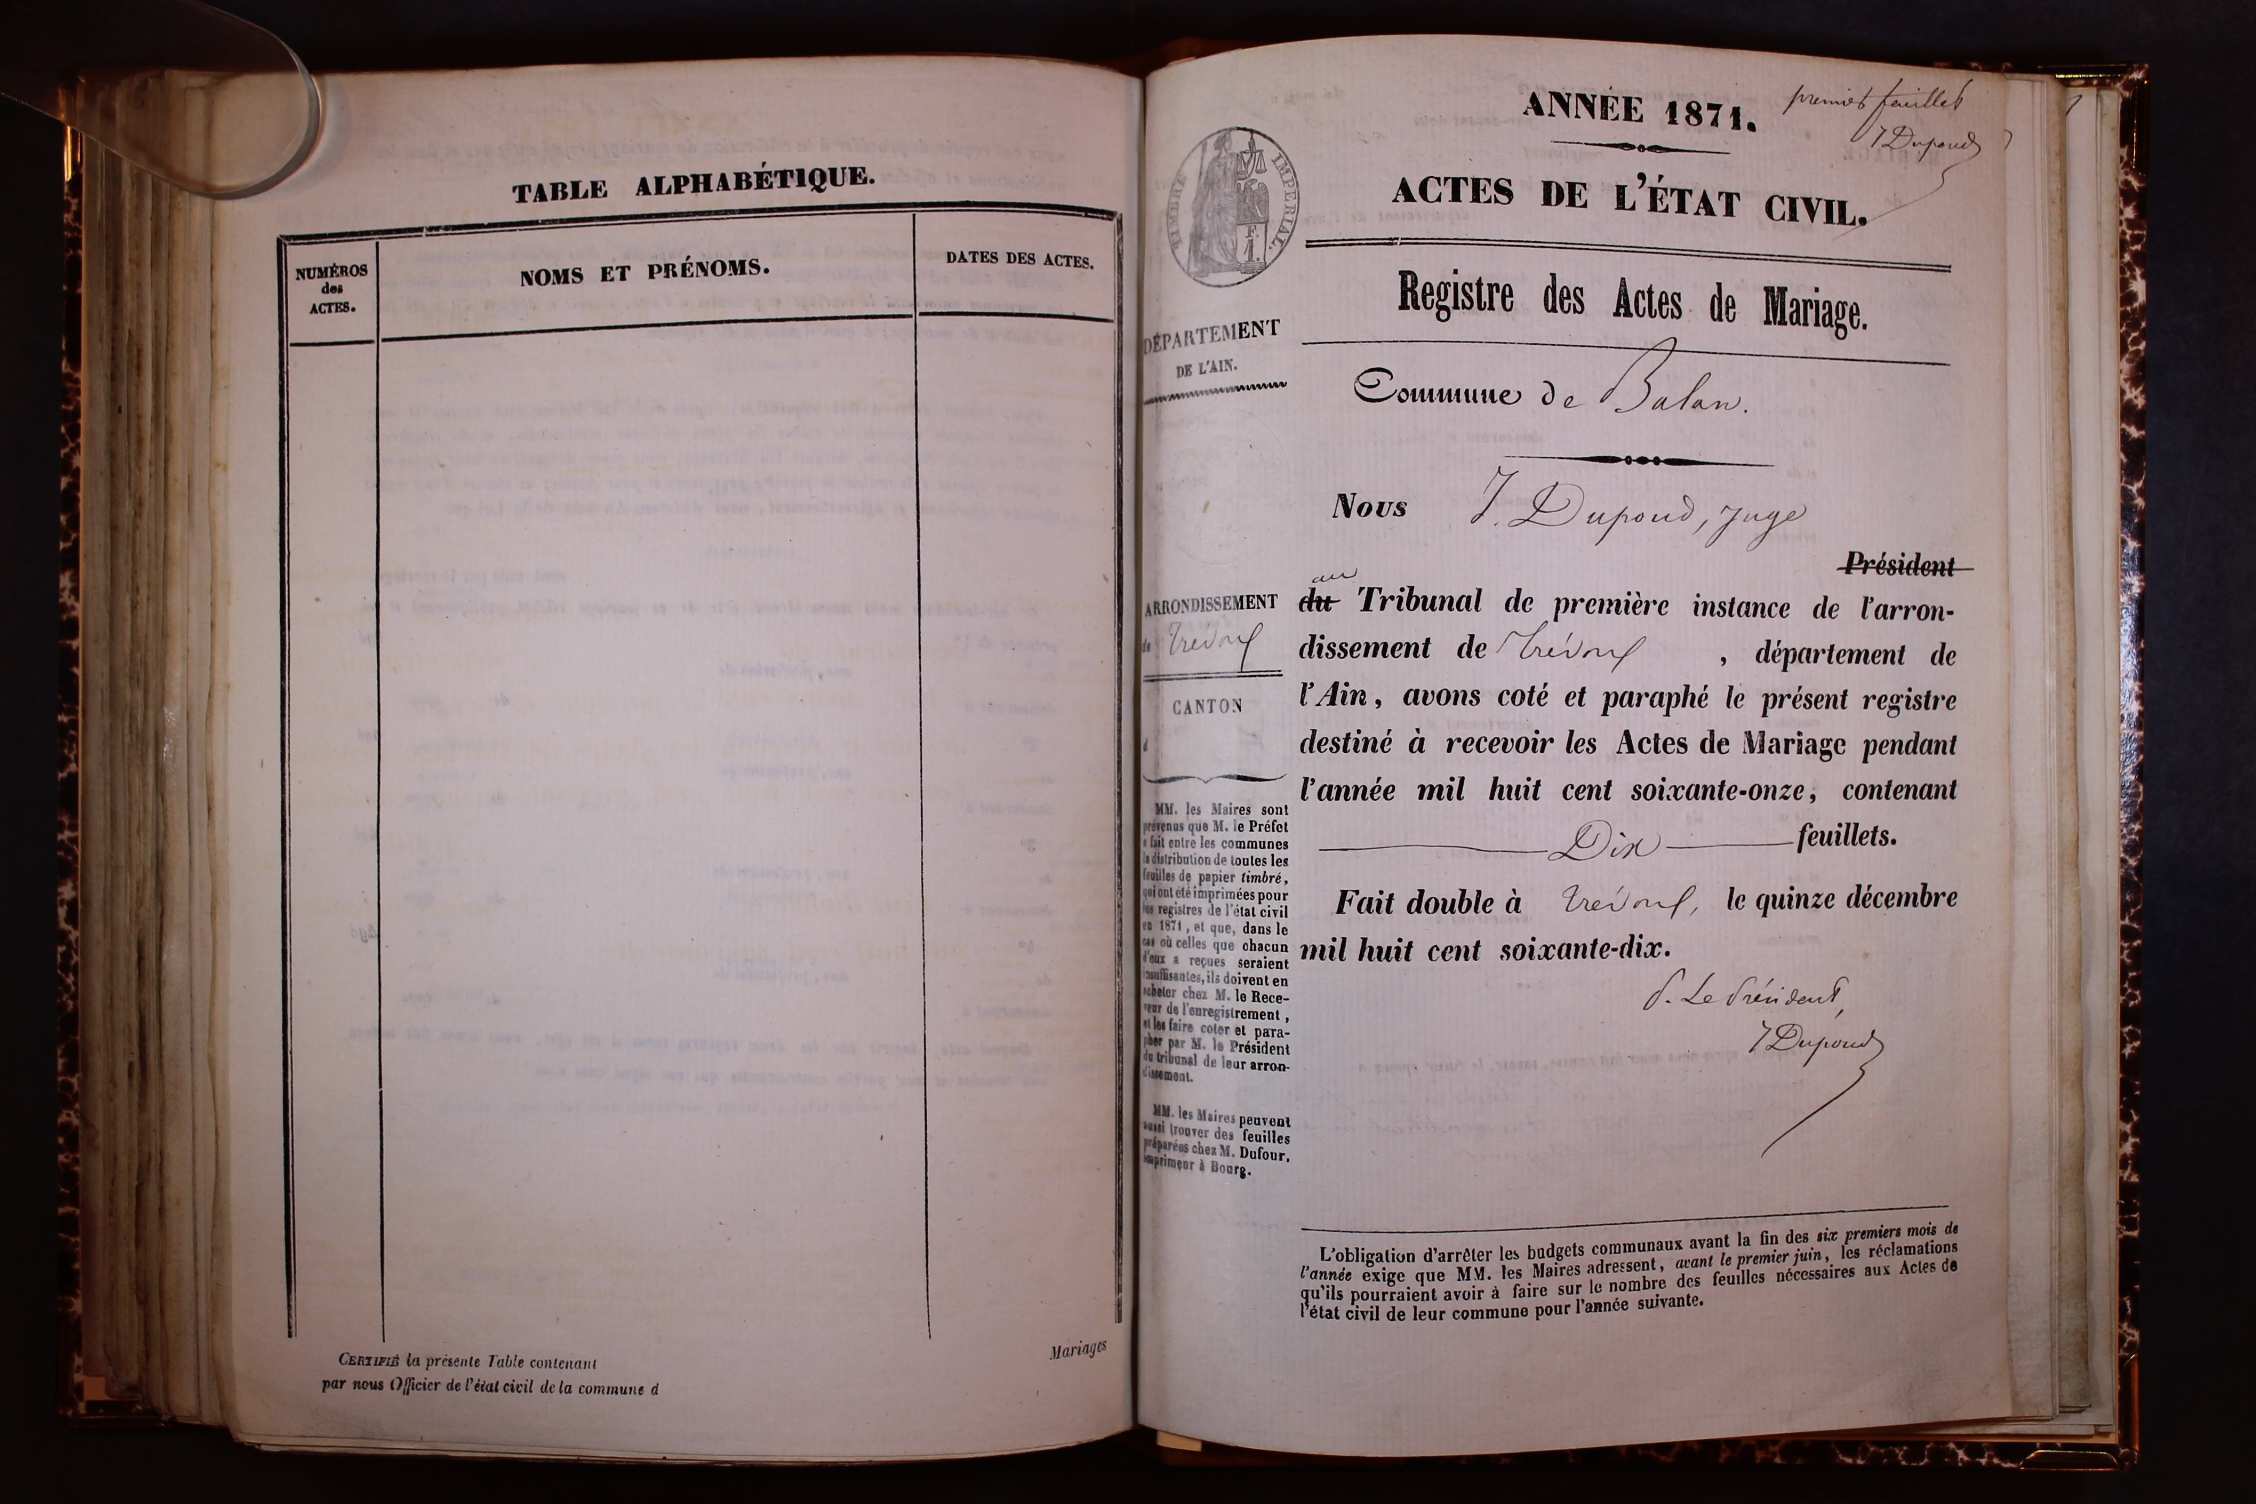 TABLE ALPHABÉTIQUE.
NUMÉROS
des
ACTES.
NOMS ET PRÉNOMS.
DATES DES ACTES.
CERTIFIÉ la présente Table contenant
Mariages
par nous Officier de l'état civil de la commune d
premier feuillet
J Dupond
ANNÉE 1871.
ACTES DE L'ÉTAT CIVIL.
TIMBRE IMPERIAL.
F.
1.
Registre des Actes de Mariage.
DÉPARTEMENT
DE L'AIN.
Commune de Balan.
Nous J. Dupond, Juge
Président
au
du Tribunal de première instance de l'arron-
dissement de Trévoux, département de
l'Ain, avons coté et paraphé le présent registre
destiné à recevoir les Actes de Mariage pendant
l'année mil huit cent soixante-onze, contenant
Dix feuillets.
Fait double à Trévoux, le quinze décembre
mil huit cent soixante-dix.
P. Le Président,
J Dupond
ARRONDISSEMENT
de Trévoux
CANTON
d
MM. les Maires sont
prévenus que M. le Préfet
a fait entre les communes
la distribution de toutes les
feuilles de papier timbré,
qui ont été imprimées pour
les registres de l'état civil
en 1871, et que, dans le
cas où celles que chacun
d'eux a reçues seraient
insuffisantes, ils doivent en
acheter chez M. le Rece-
veur de l'enregistrement,
et les faire coter et para-
pher par M. le Président
du tribunal de leur arron-
dissement.
MM. les Maires peuvent
aussi trouver des feuilles
préparées chez M. Dufour,
imprimeur à Bourg.
L'obligation d'arrêter les budgets communaux avant la fin des six premiers mois de
l'année exige que MM. les Maires adressent, avant le premier juin, les réclamations
qu'ils pourraient avoir à faire sur le nombre des feuilles nécessaires aux Actes de
l'état civil de leur commune pour l'année suivante.